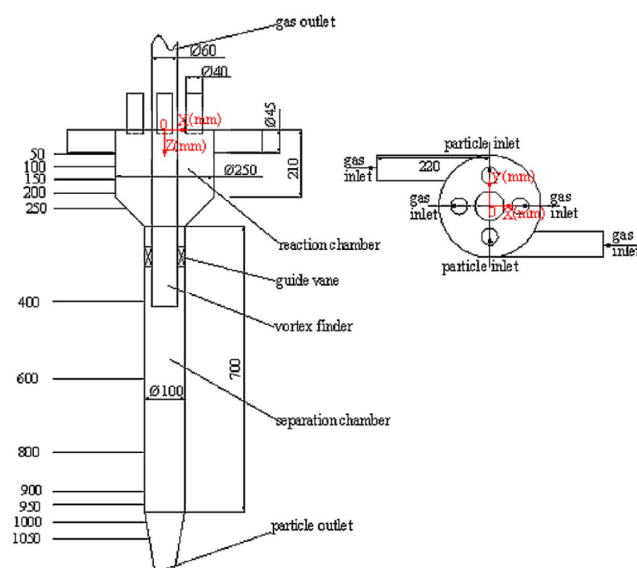 gas outlet
Ø60
Ø40
0
X(mm)
Z(mm)
Ø45
50
100
150
200
250
Ø250
210
reaction chamber
guide vane
400
vortex finder
700
600
Ø100
separation chamber
800
900
950
1000
1050
particle outlet
particle inlet
gas
inlet
220
Y(mm)
gas
inlet
0
X(mm)
gas
inlet
particle inlet
gas
inlet